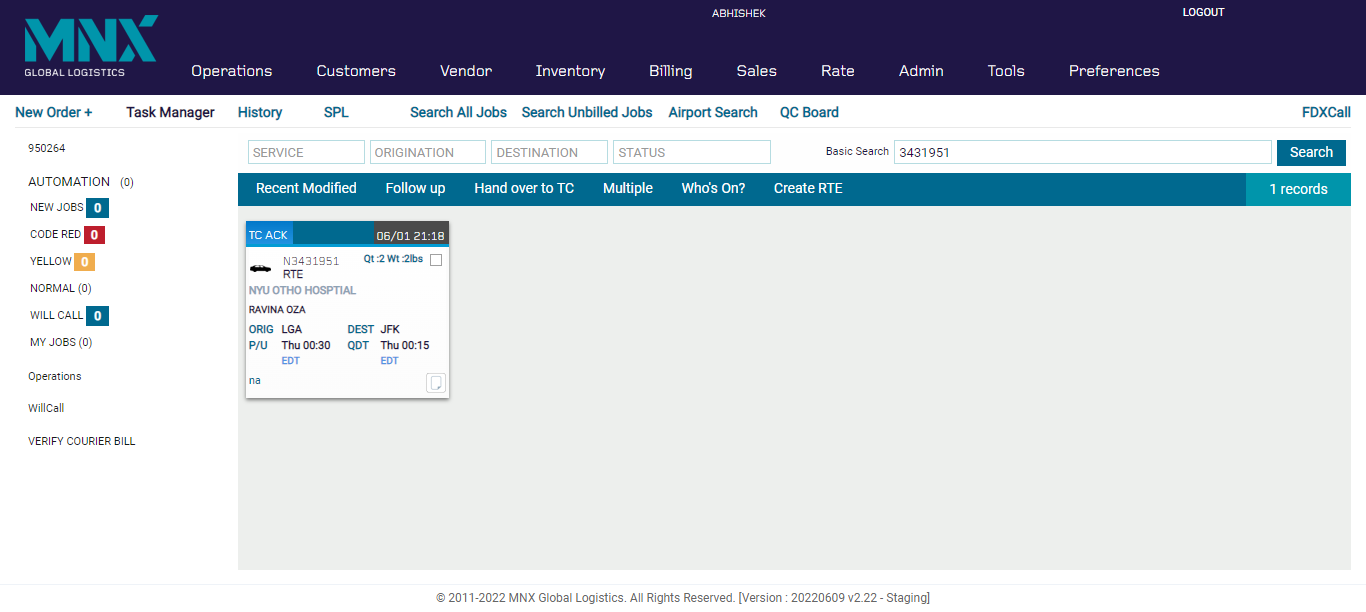 ABHISHEK LOGOUT
MNX
GLOBAL LOGISTICS
Operations Customers Vendor Inventory Billing Sales Rate Admin Tools Preferences
New Order + Task Manager History SPL Search All Jobs Search Unbilled Jobs Airport Search QC Board FDXCall
950264
AUTOMATION (0)
NEW JOBS 0
CODE RED 0
YELLOW 0
NORMAL (0)
WILL CALL 0
MY JOBS (0)
Operations
WillCall
VERIFY COURIER BILL
SERVICE ORIGINATION DESTINATION STATUS Basic Search 3431951 Search
Recent Modified Follow up Hand over to TC Multiple Who's On? Create RTE 1 records
TC ACK 06/01 21:18
N3431951 Qt :2 Wt :2lbs
RTE
NYU OTHO HOSPTIAL
RAVINA OZA
ORIG LGA DEST JFK
P/U Thu 00:30 QDT Thu 00:15
EDT EDT
na
© 2011-2022 MNX Global Logistics. All Rights Reserved. [Version : 20220609 v2.22 - Staging]